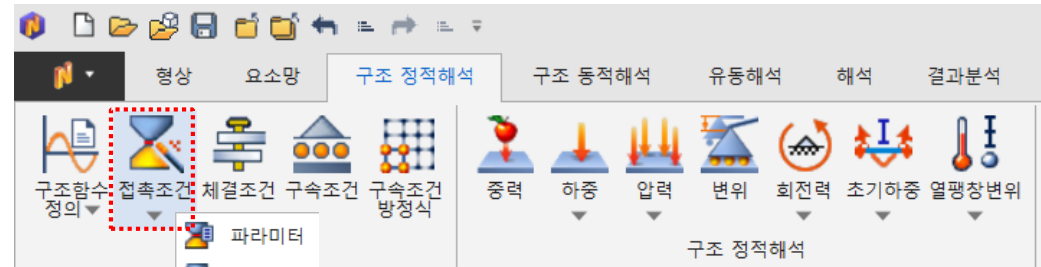 형상 요소망 구조 정적해석 구조 동적해석 유동해석 해석 결과분석
구조함수 접촉조건 체결조건 구속조건 구속조건 중력 하중 압력 변위 회전력 초기하중 열팽창변위
정의 방정식
파라미터
구조 정적해석